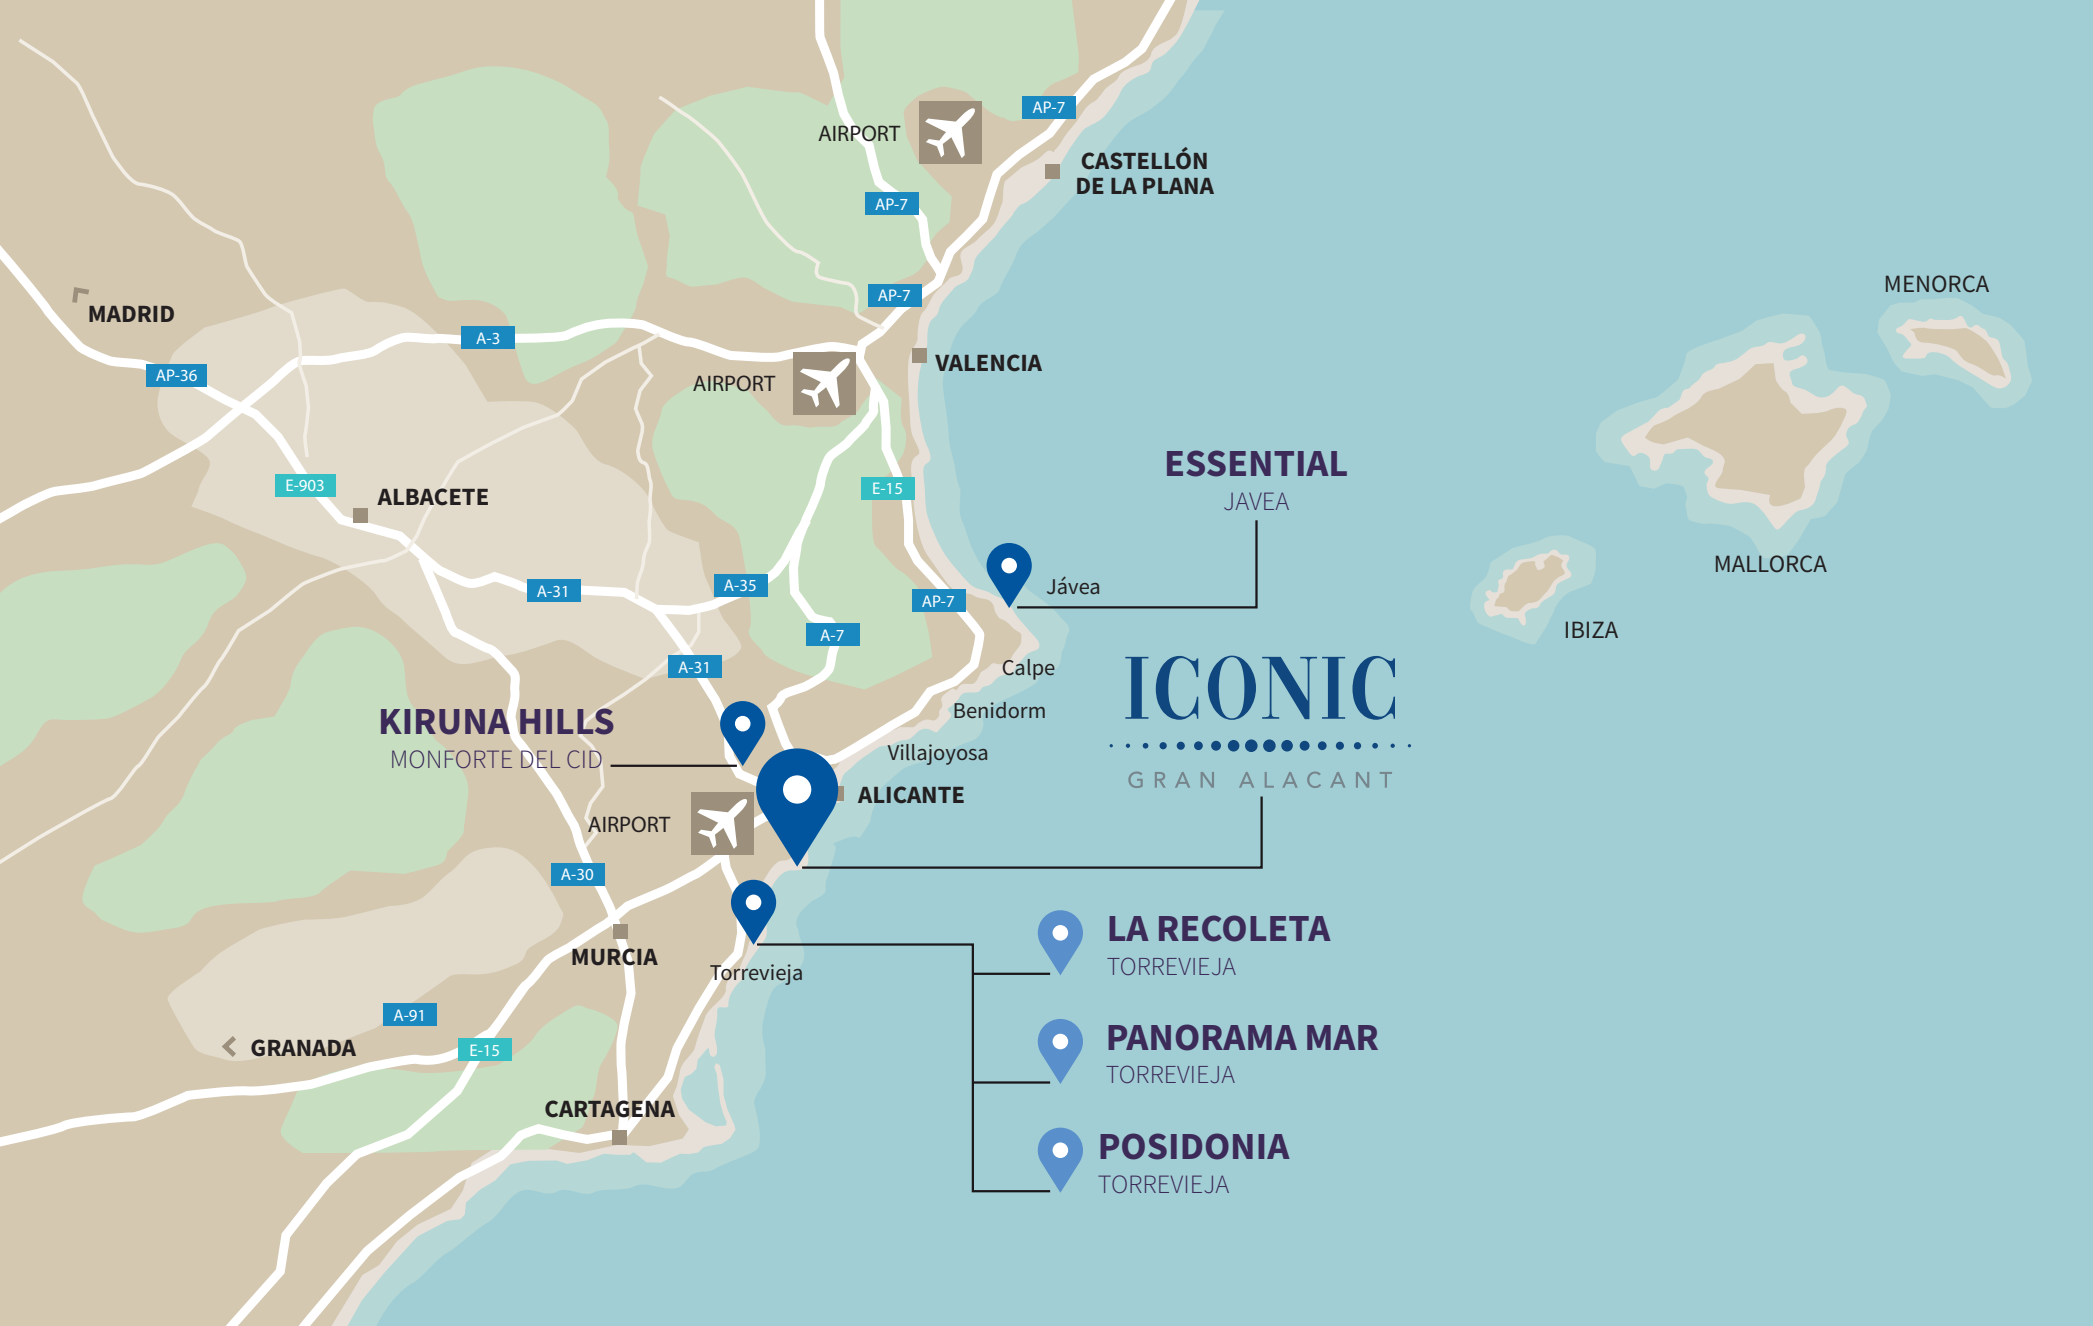 AP-7
AIRPORT
CASTELLÓN
DE LA PLANA
AP-7
MENORCA
AP-7
MADRID
A-3
VALENCIA
AP-36
AIRPORT
ESSENTIAL
JAVEA
E-903
ALBACETE
E-15
MALLORCA
A-31
A-35
Jávea
AP-7
IBIZA
A-7
A-31
Calpe
ICONIC
GRAN ALACANT
KIRUNA HILLS
MONFORTE DEL CID
Benidorm
Villajoyosa
ALICANTE
AIRPORT
A-30
LA RECOLETA
TORREVIEJA
MURCIA
Torrevieja
A-91
GRANADA
E-15
PANORAMA MAR
TORREVIEJA
CARTAGENA
POSIDONIA
TORREVIEJA